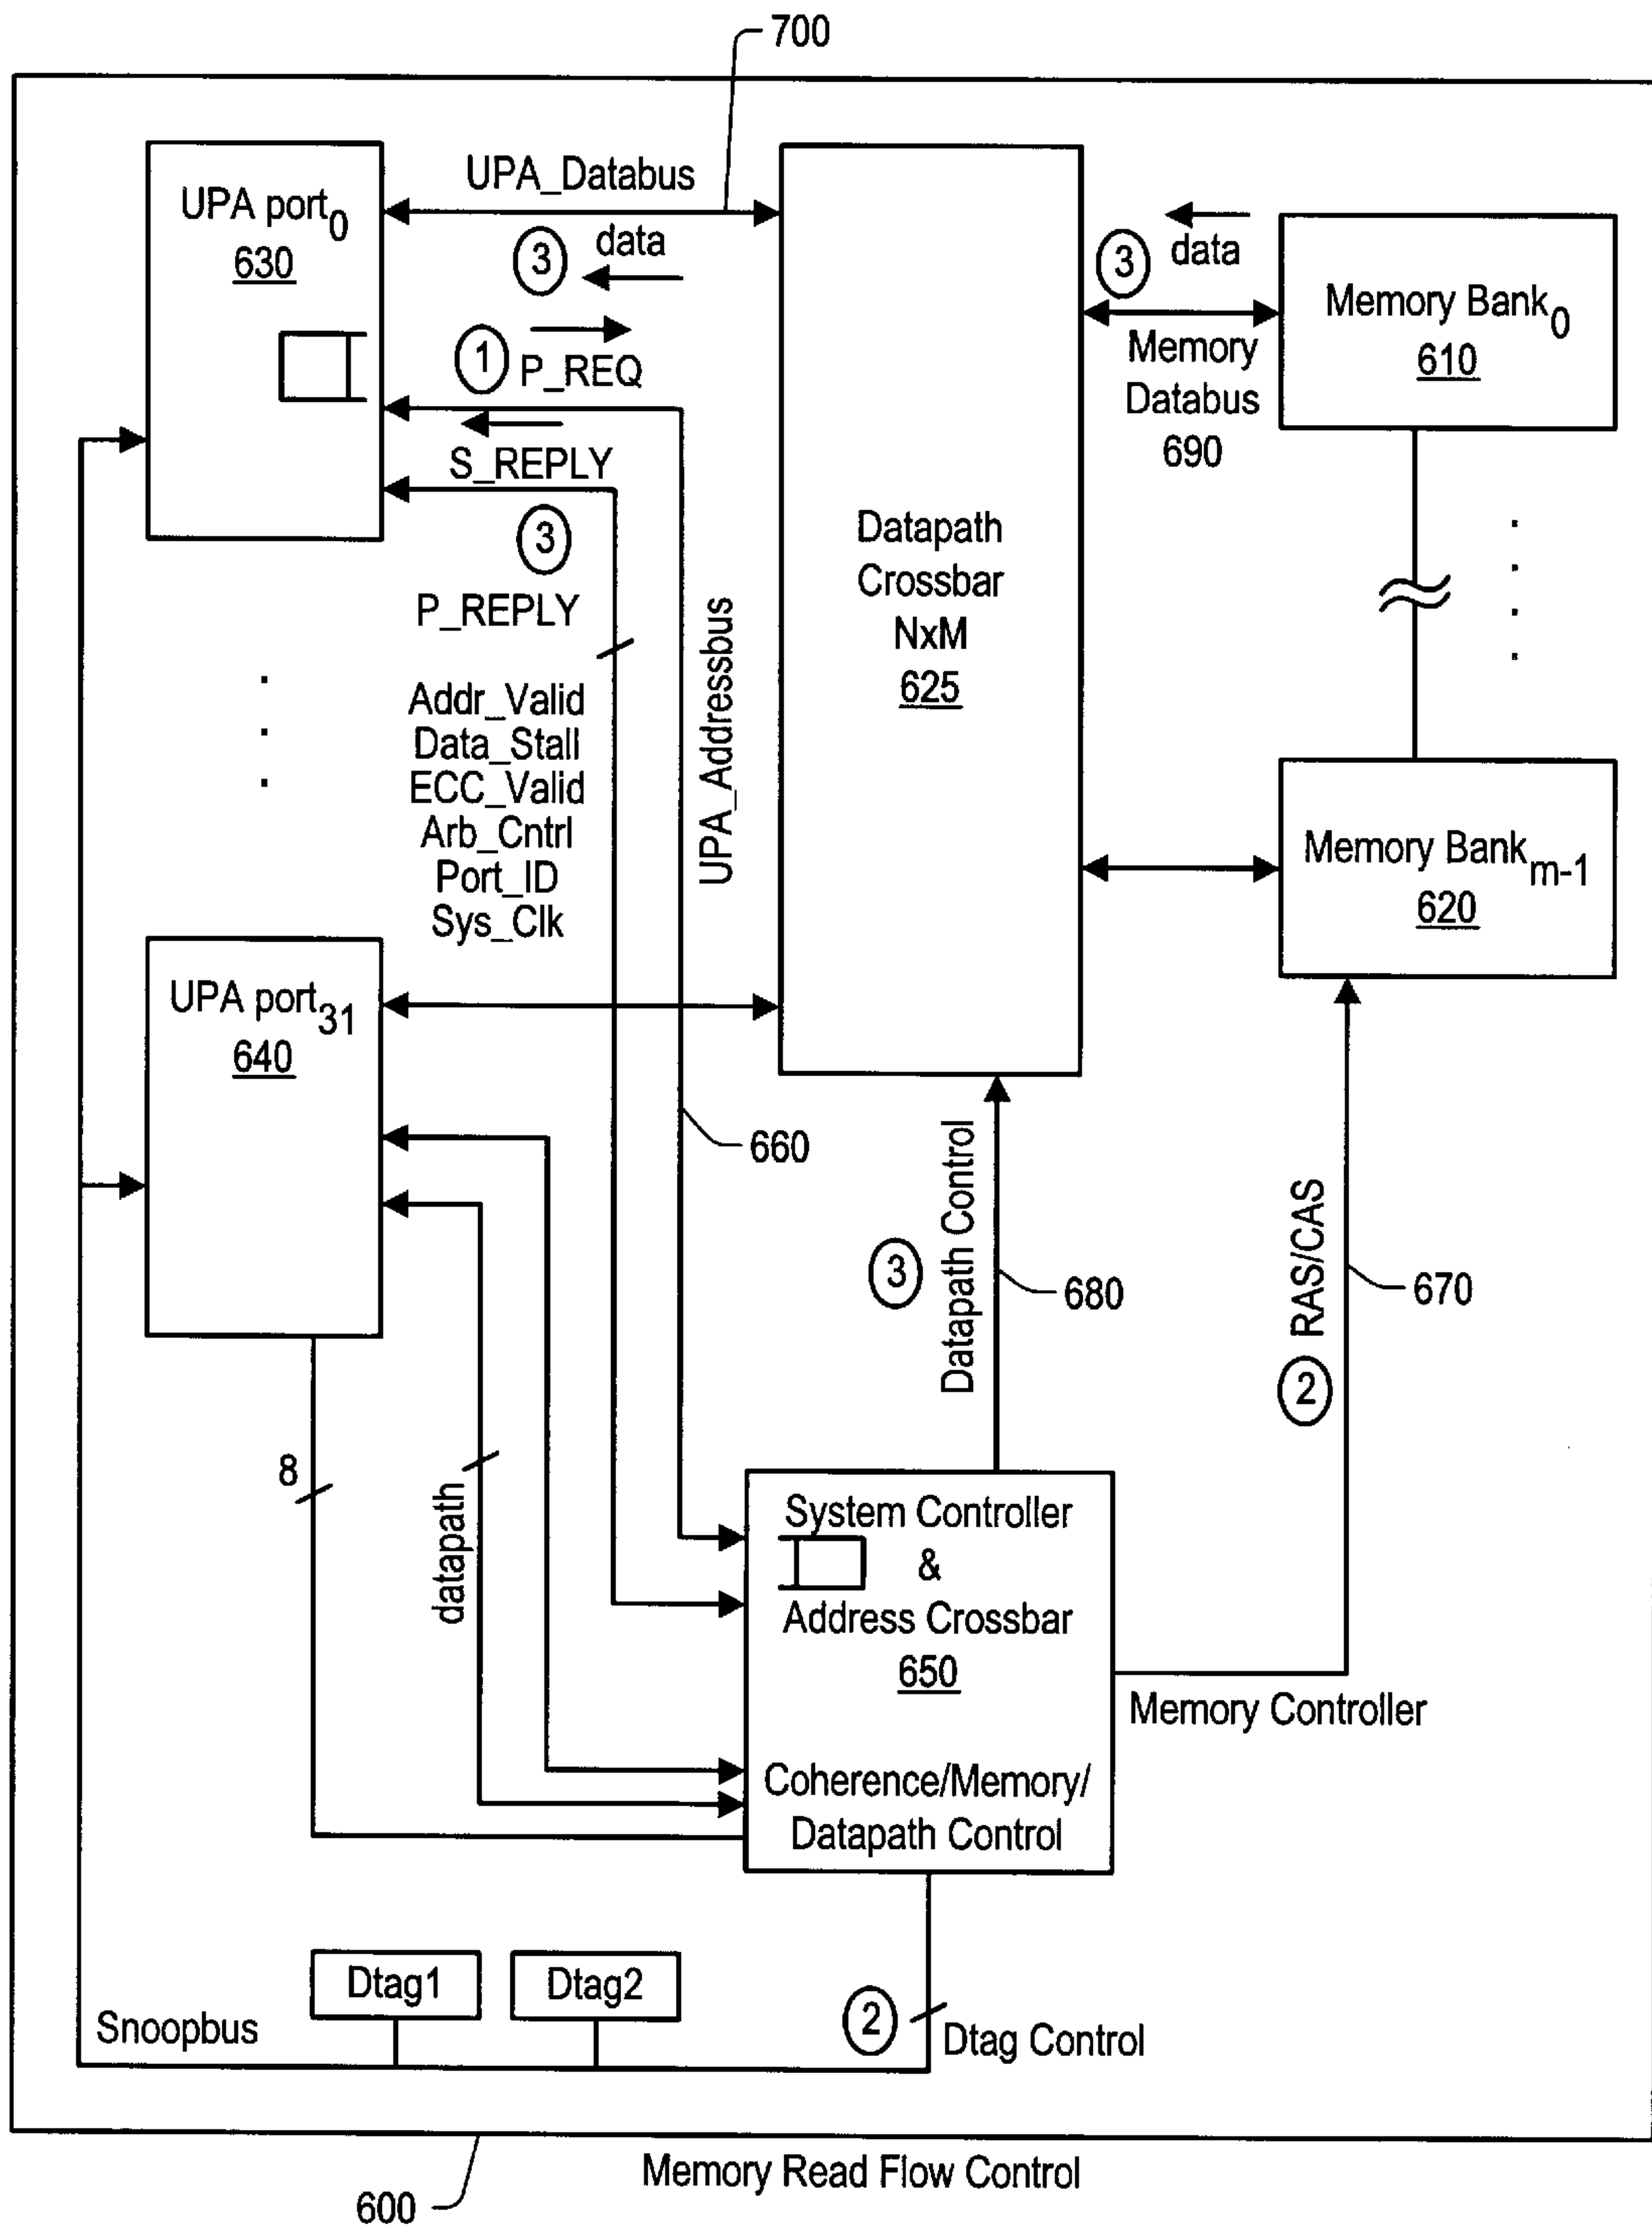 700
UPA port0
630
UPA_Databus
3
data
1
P_REQ
S_REPLY
3
P_REPLY
Addr_Valid
Data_Stall
ECC_Valid
Arb_Cntrl
Port_ID
Sys_Clk
UPA_Addressbus
Datapath
Crossbar
NxM
625
data
3
Memory
Databus
690
Memory Bank0
610
Memory Bankm-1
620
UPA port31
640
660
Datapath Control
3
680
RAS/CAS
2
670
8
datapath
System Controller
&
Address Crossbar
650
Coherence/Memory/
Datapath Control
Memory Controller
Dtag1
Dtag2
Snoopbus
2
Dtag Control
600
Memory Read Flow Control